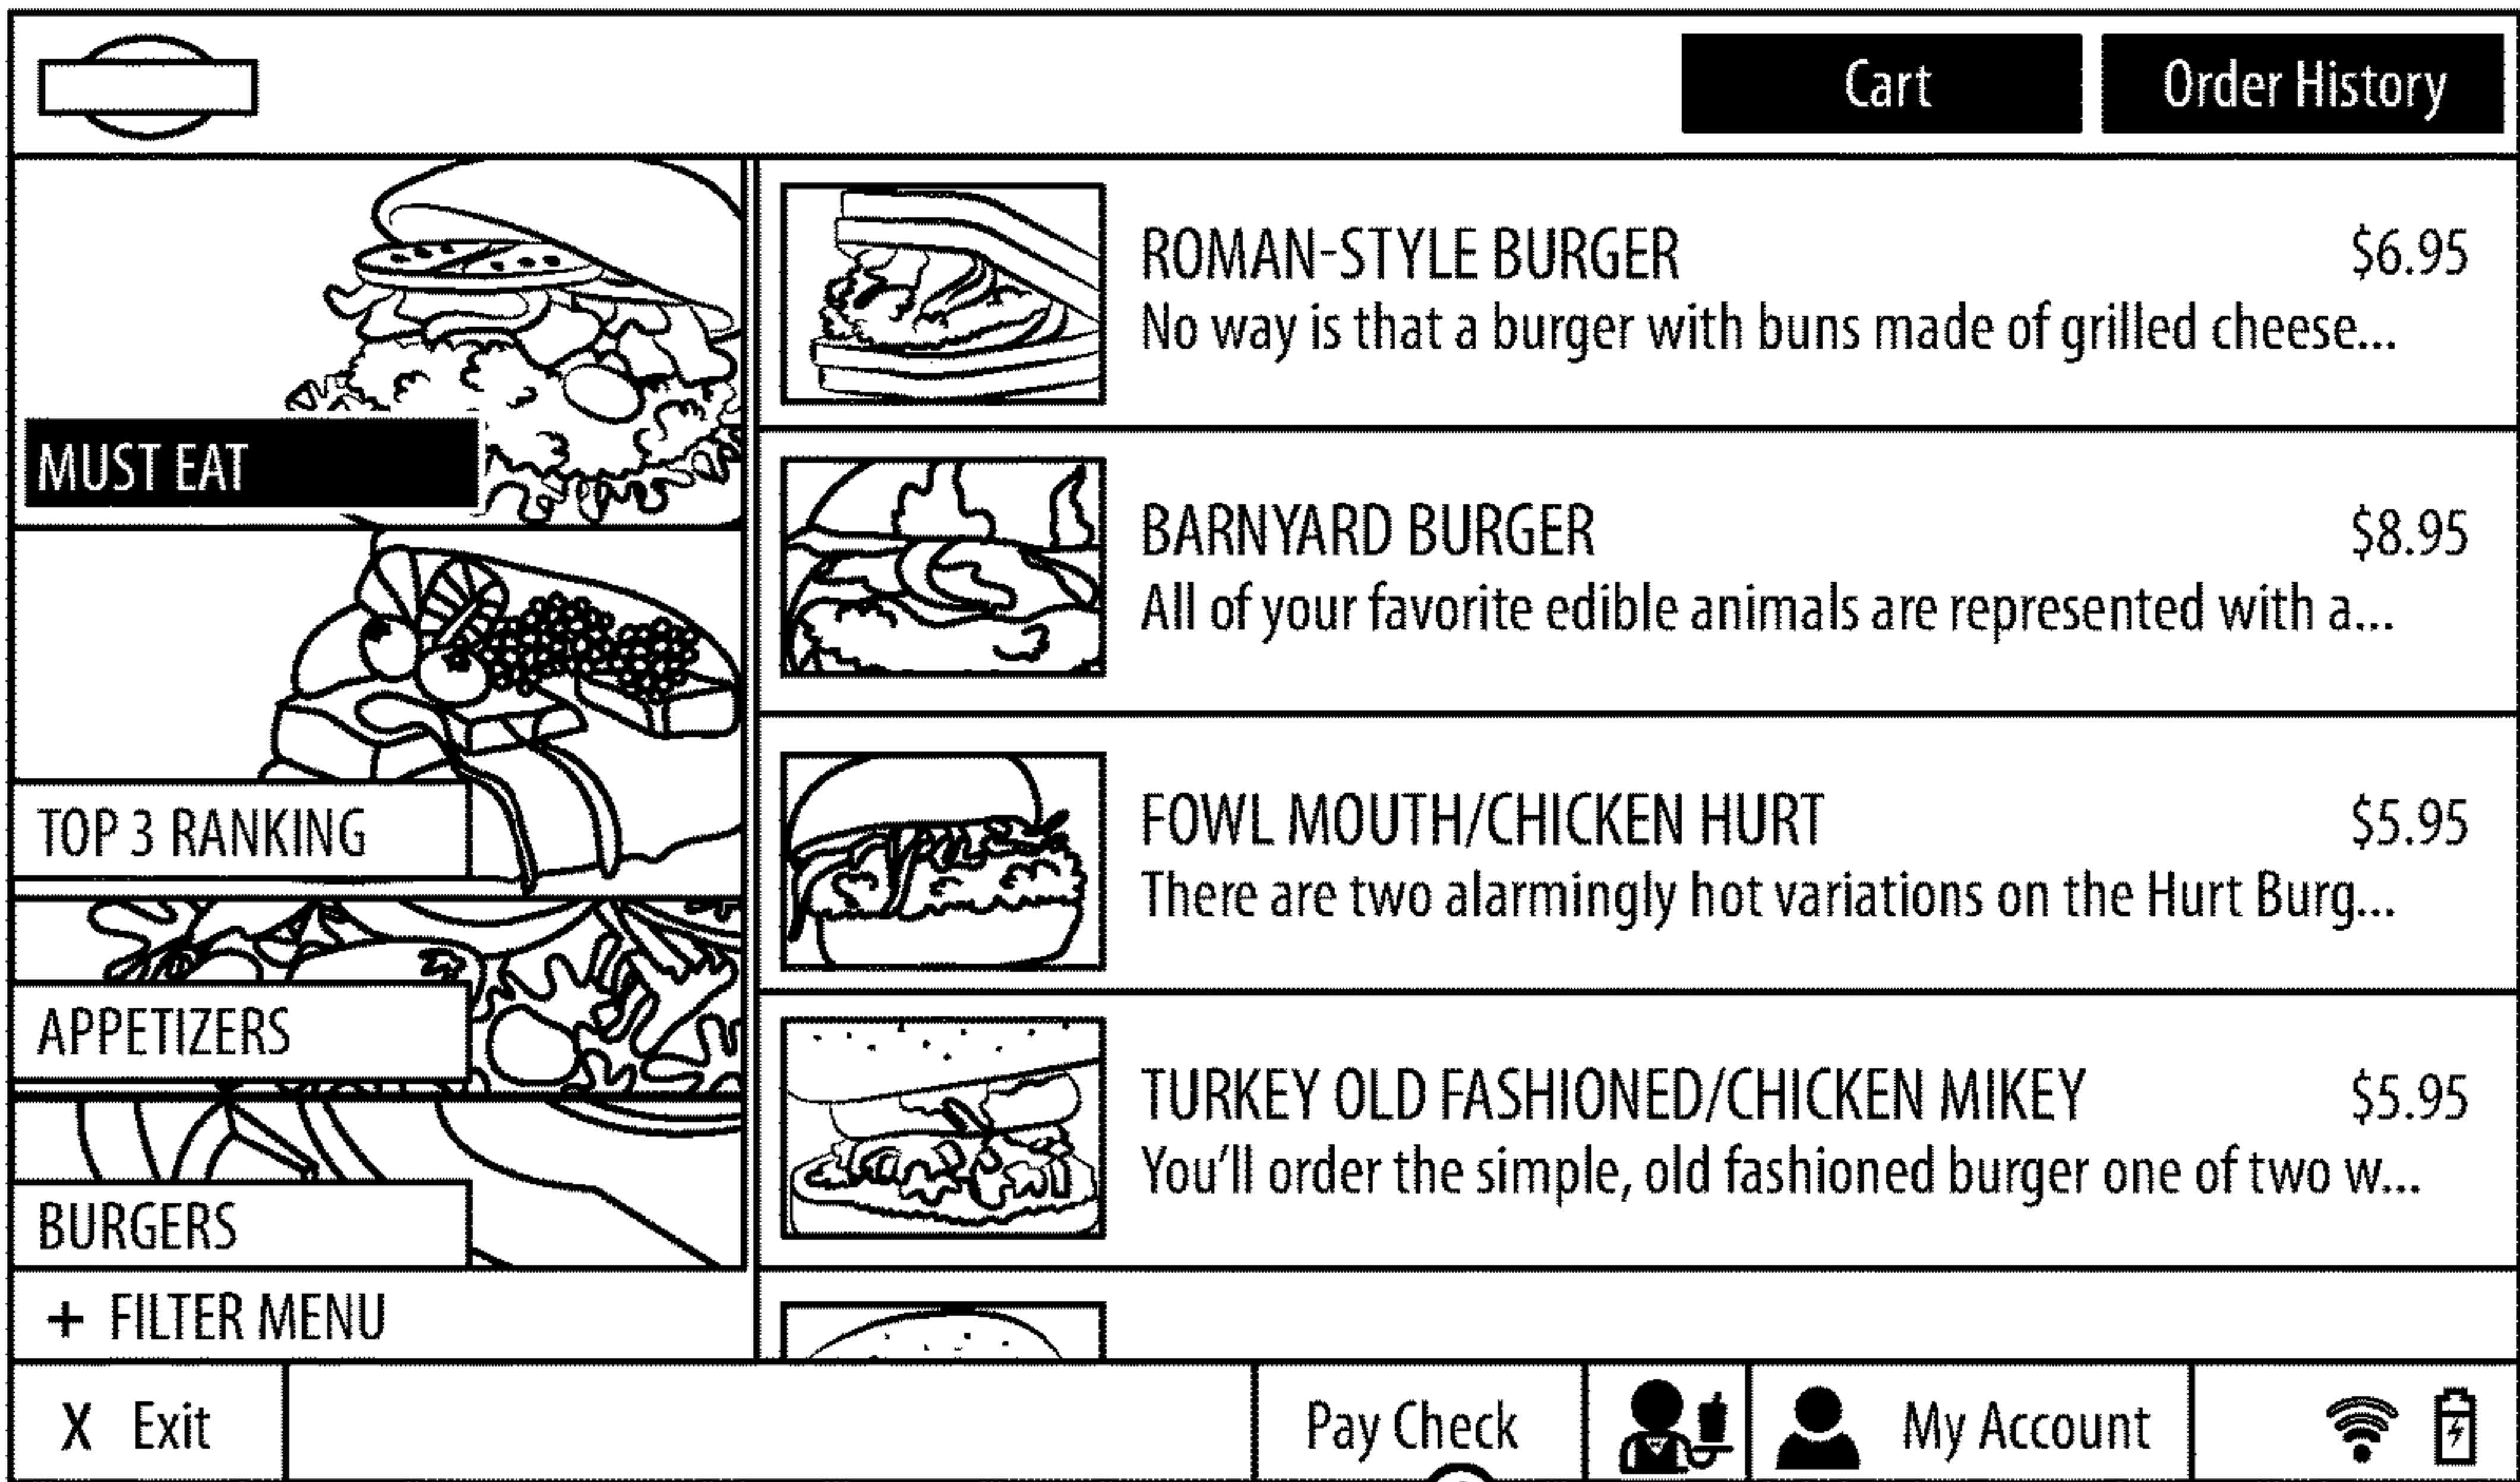 Cart
Order History
MUST EAT
TOP 3 RANKING
APPETIZERS
BURGERS
+ FILTER MENU
ROMAN-STYLE BURGER
$6.95
No way is that a burger with buns made of grilled cheese...
BARNYARD BURGER
$8.95
All of your favorite edible animals are represented with a...
FOWL MOUTH/CHICKEN HURT
$5.95
There are two alarmingly hot variations on the Hurt Burg...
TURKEY OLD FASHIONED/CHICKEN MIKEY
$5.95
You'll order the simple, old fashioned burger one of two w...
X Exit
Pay Check
My Account